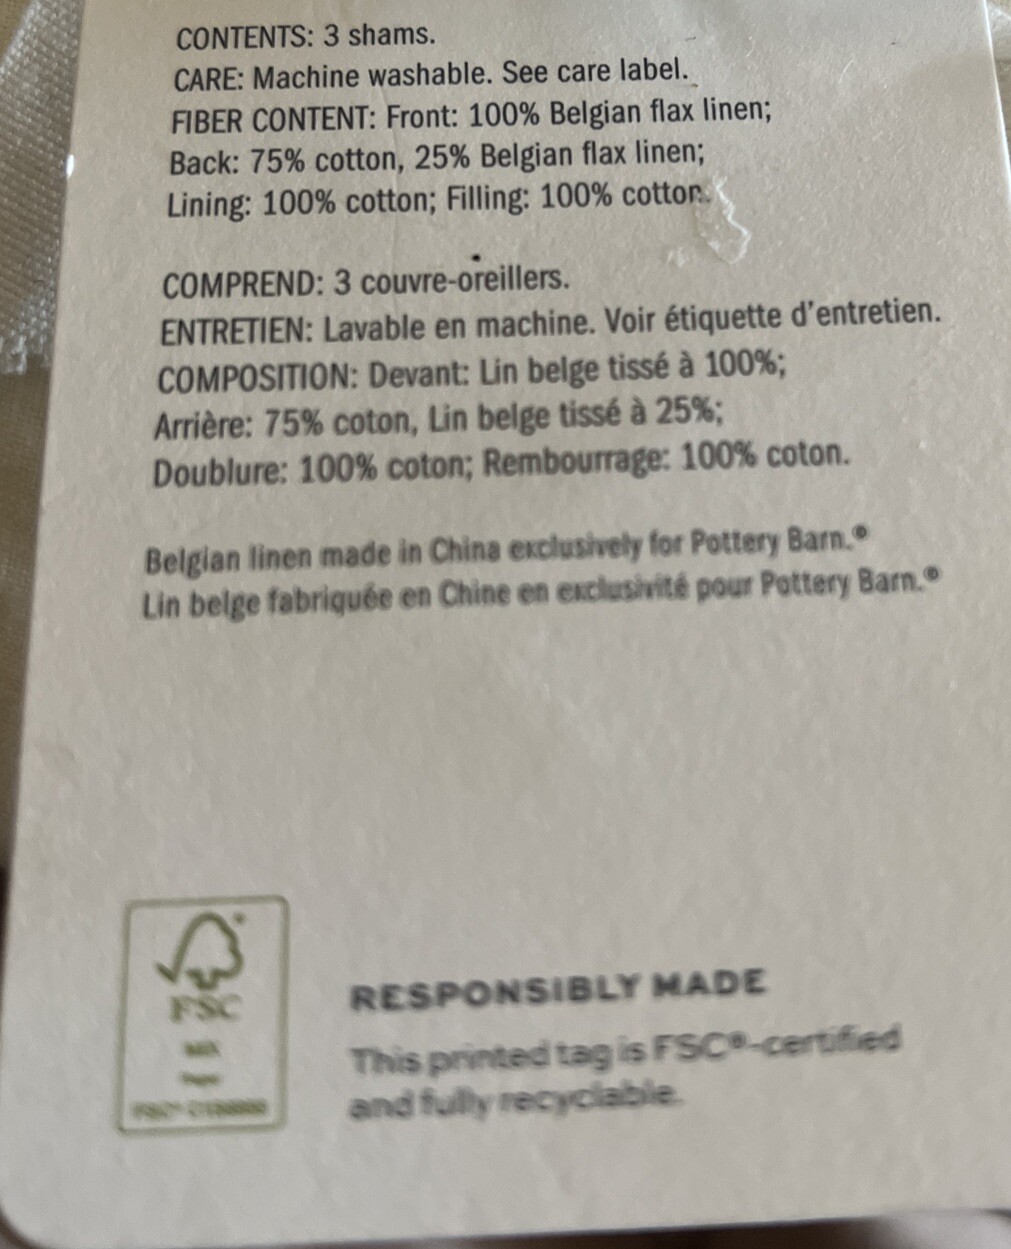 CONTENTS: 3 shams.
CARE: Machine washable. See care label.
FIBER CONTENT: Front: 100% Belgian flax linen;
Back: 75% cotton, 25% Belgian flax linen;
Lining: 100% cotton; Filling: 100% cotton.
COMPREND: 3 couvre-oreillers.
ENTRETIEN: Lavable en machine. Voir étiquette d'entretien.
COMPOSITION: Devant: Lin belge tissé à 100%;
Arrière: 75% coton, Lin belge tissé à 25%;
Doublure: 100% coton; Rembourrage: 100% coton.
Belgian linen made in China exclusively for Pottery Barn.®
Lin belge fabriquée en Chine en exclusivité pour Pottery Barn.®
FSC
RESPONSIBLY MADE
This printed tag is FSC®-certified
and fully recyclable.